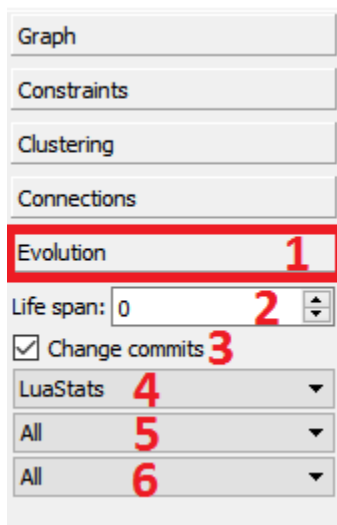 Graph
Constraints
Clustering
Connections
Evolution 1
Life span: 0 2
Change commits 3
LuaStats 4
All 5
All 6